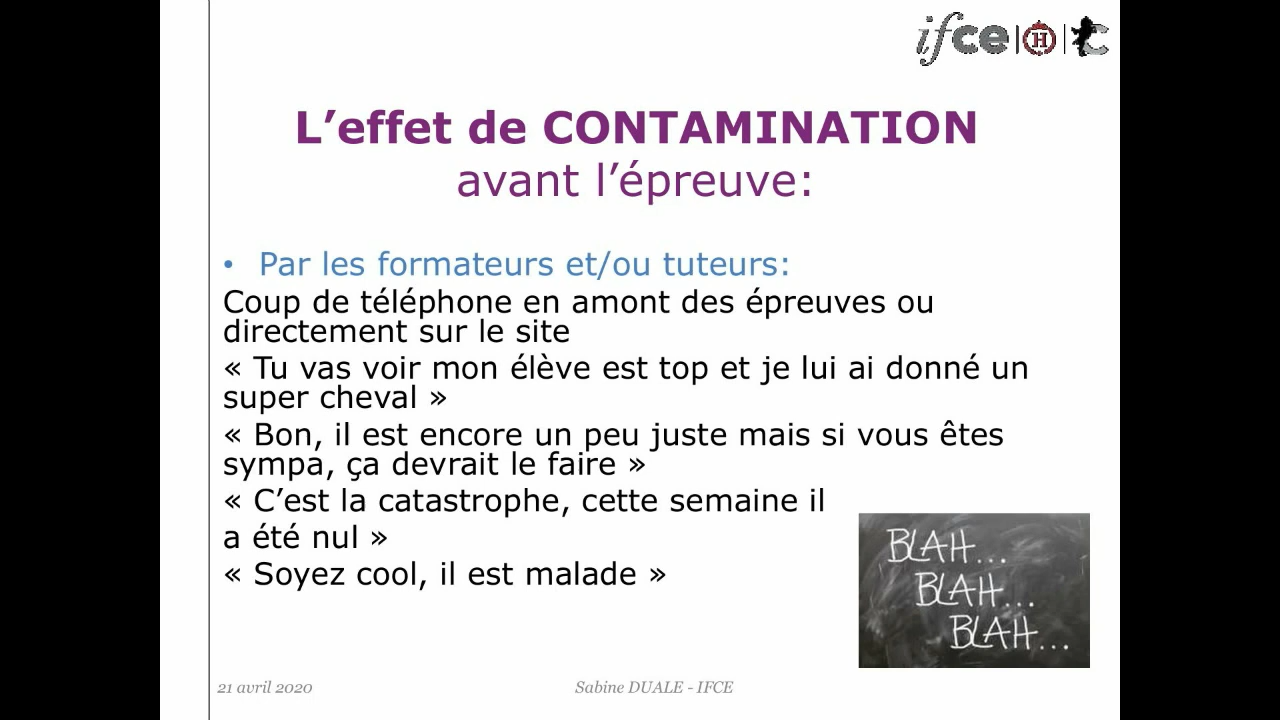 ifce | H | C
L’effet de CONTAMINATION
avant l’épreuve:
• Par les formateurs et/ou tuteurs:
Coup de téléphone en amont des épreuves ou
directement sur le site
« Tu vas voir mon élève est top et je lui ai donné un
super cheval »
« Bon, il est encore un peu juste mais si vous êtes
sympa, ça devrait le faire »
« C’est la catastrophe, cette semaine il
a été nul »
« Soyez cool, il est malade »
BLAH...
BLAH...
BLAH...
21 avril 2020
Sabine DUALE - IFCE